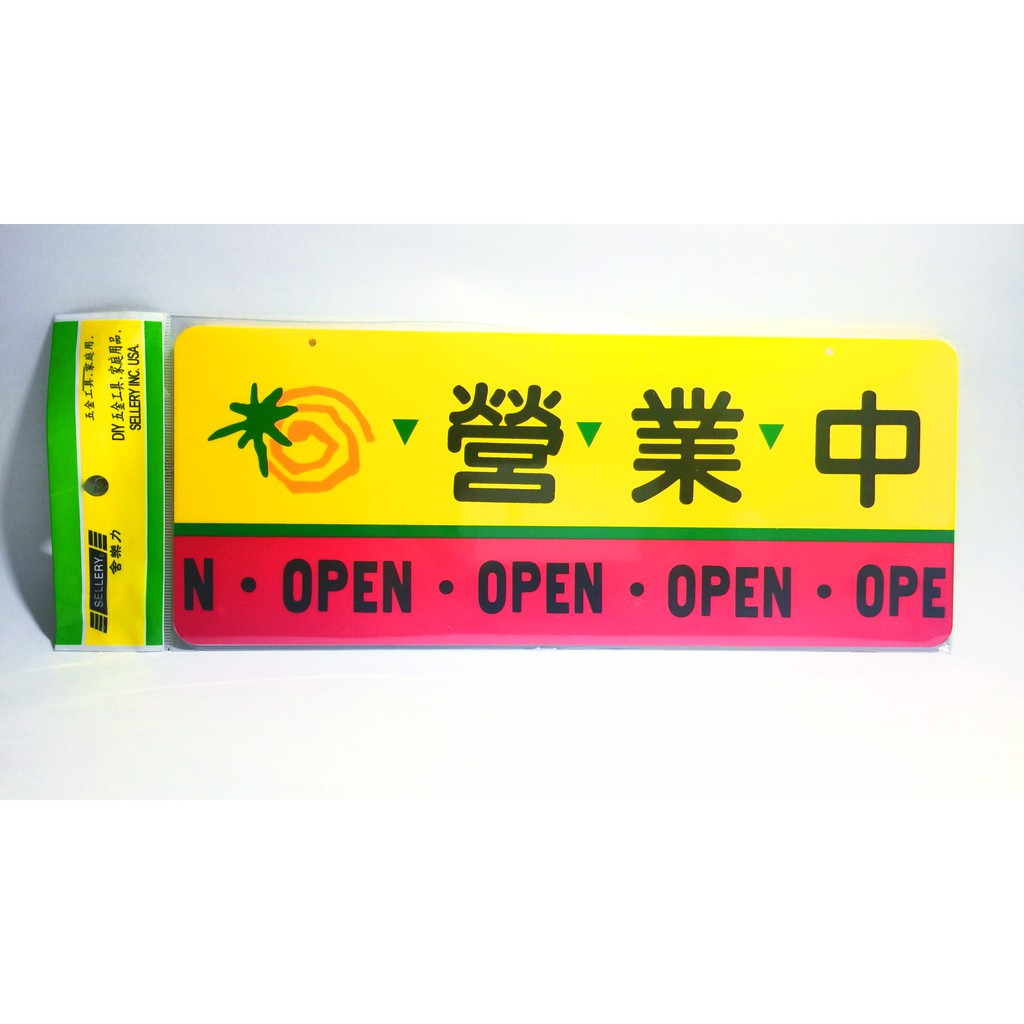 營業中
N • OPEN • OPEN • OPEN • OPE
五金工具.家庭用.
DIY 五金工具.家庭用品.
SELLERY INC. USA.
SELLERY
舍樂力